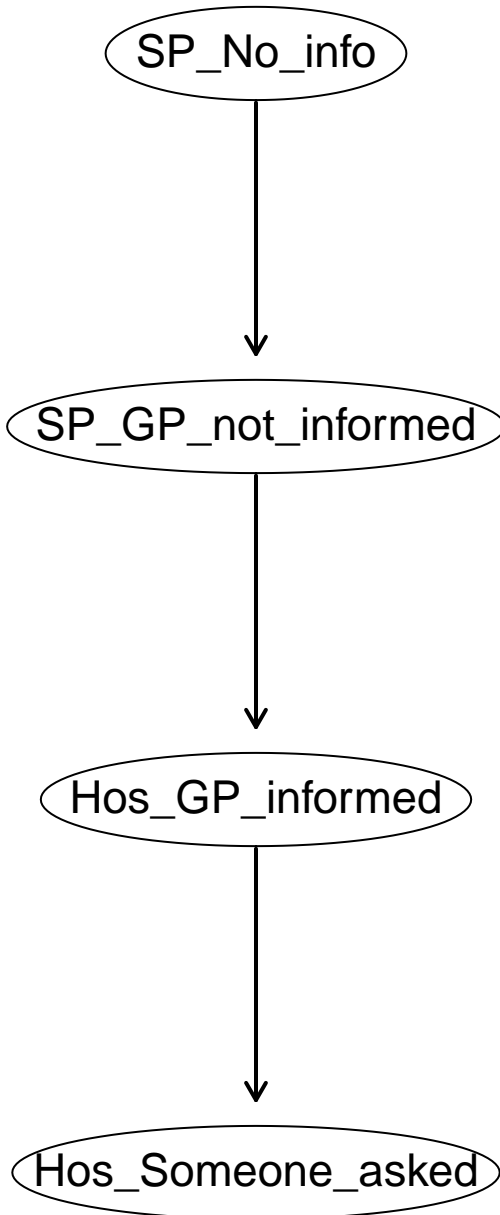 SP_No_info
SP_GP_not_informed
Hos_GP_informed
Hos_Someone_asked